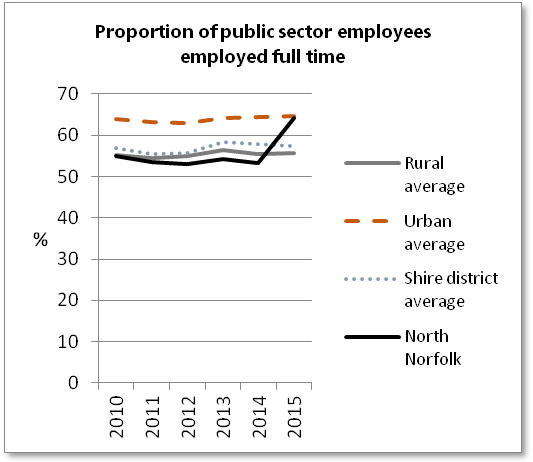 Proportion of public sector employees
employed full time
70
60
50
40
30
20
10
0
%
2010
2011
2012
2013
2014
2015
Rural
average
Urban
average
Shire district
average
North
Norfolk